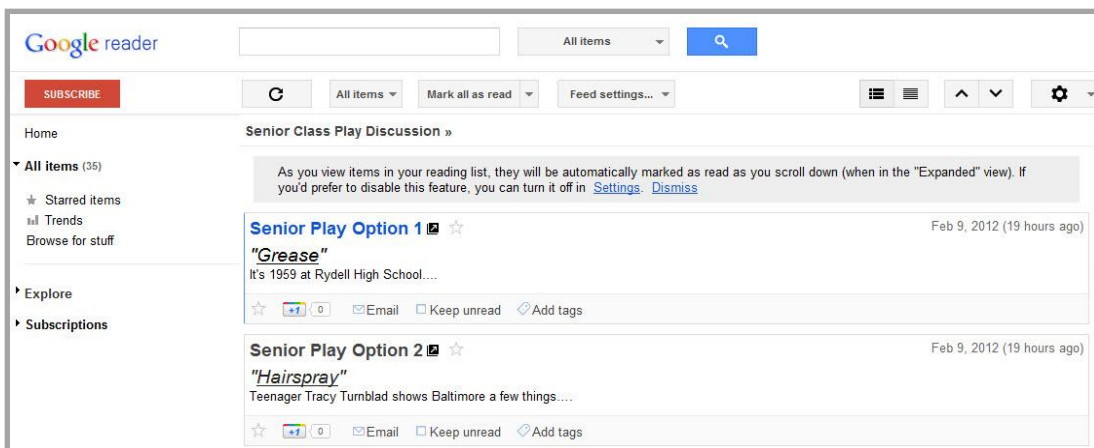 Google reader
All items
SUBSCRIBE
All items
Mark all as read
Feed settings...
Home
Senior Class Play Discussion »
All items (35)
Starred items
Trends
Browse for stuff
Explore
Subscriptions
As you view items in your reading list, they will be automatically marked as read as you scroll down (when in the "Expanded" view). If
you'd prefer to disable this feature, you can turn it off in Settings. Dismiss
Senior Play Option 1
Feb 9, 2012 (19 hours ago)
"Grease"
It's 1959 at Rydell High School....
+1 0 Email Keep unread Add tags
Senior Play Option 2
Feb 9, 2012 (19 hours ago)
"Hairspray"
Teenager Tracy Turnblad shows Baltimore a few things....
+1 0 Email Keep unread Add tags